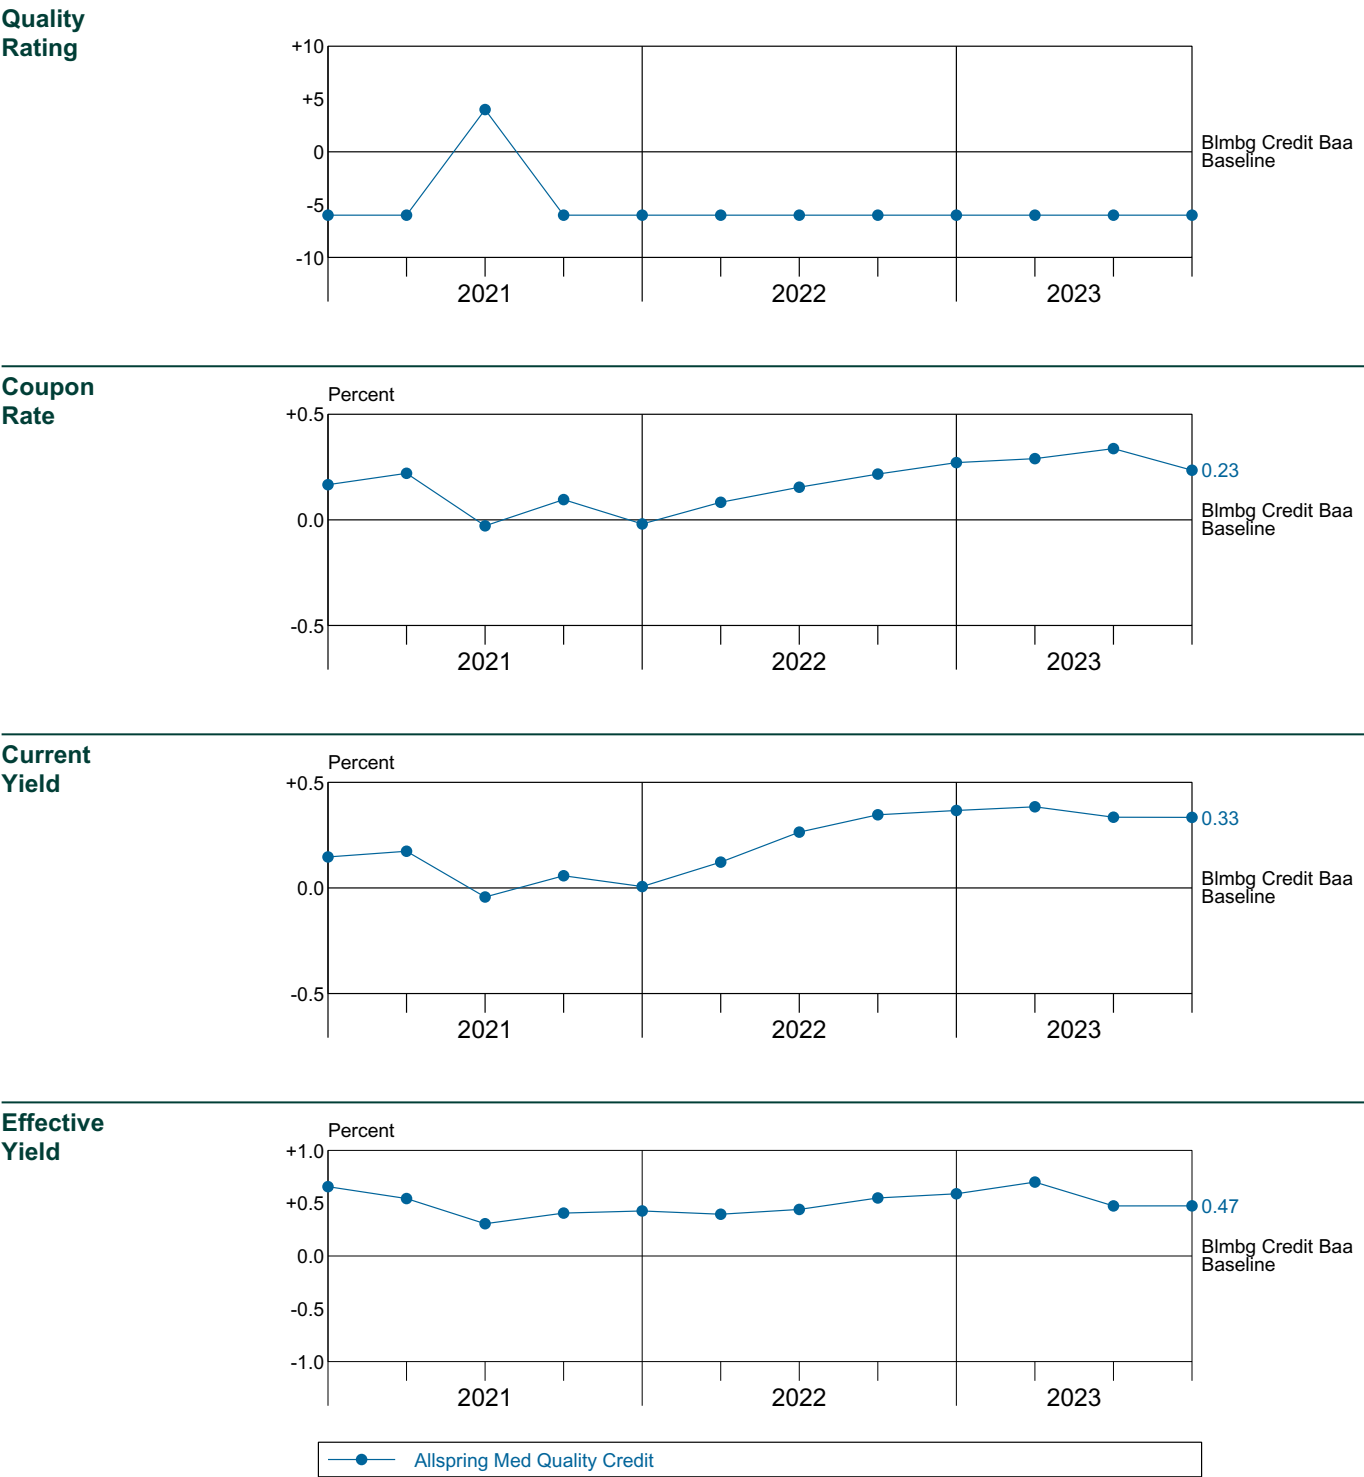 Quality
Rating
+10
+5
0
-5
-10
Blmbg Credit Baa
Baseline
2021 2022 2023
Coupon
Rate
Percent
+0.5
0.0
-0.5
0.23
Blmbg Credit Baa
Baseline
2021 2022 2023
Current
Yield
Percent
+0.5
0.0
-0.5
0.33
Blmbg Credit Baa
Baseline
2021 2022 2023
Effective
Yield
Percent
+1.0
+0.5
0.0
-0.5
-1.0
0.47
Blmbg Credit Baa
Baseline
2021 2022 2023
Allspring Med Quality Credit